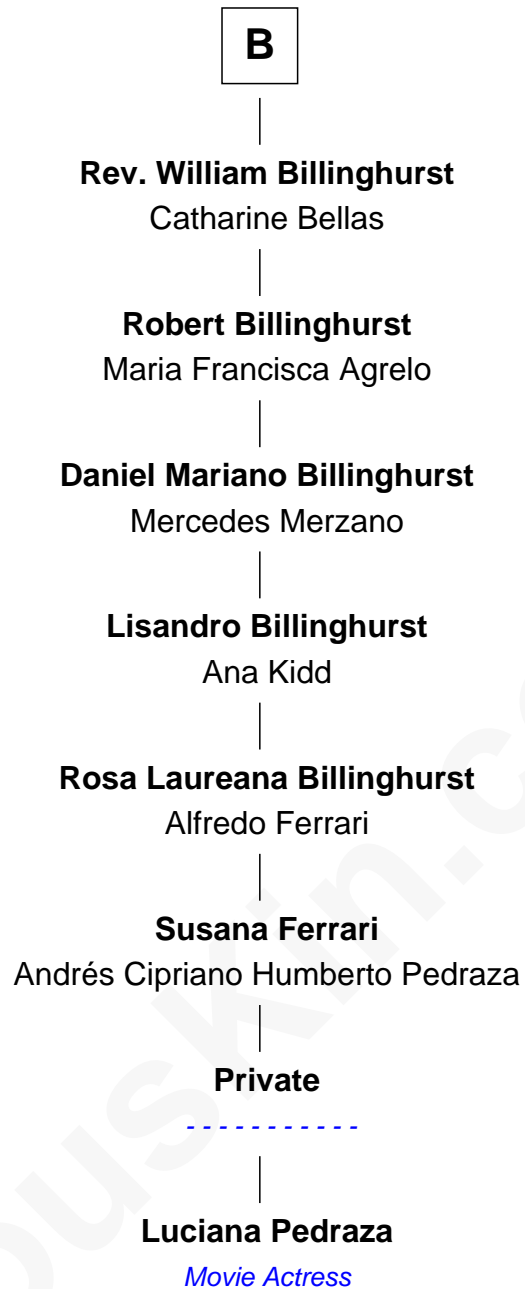 B
Rev. William Billinghurst
Catharine Bellas
Robert Billinghurst
Maria Francisca Agrelo
Daniel Mariano Billinghurst
Mercedes Merzano
Lisandro Billinghurst
Ana Kidd
Rosa Laureana Billinghurst
Alfredo Ferrari
Susana Ferrari
Andrés Cipriano Humberto Pedraza
Private
- - - - - - - - - - -
Luciana Pedraza
Movie Actress